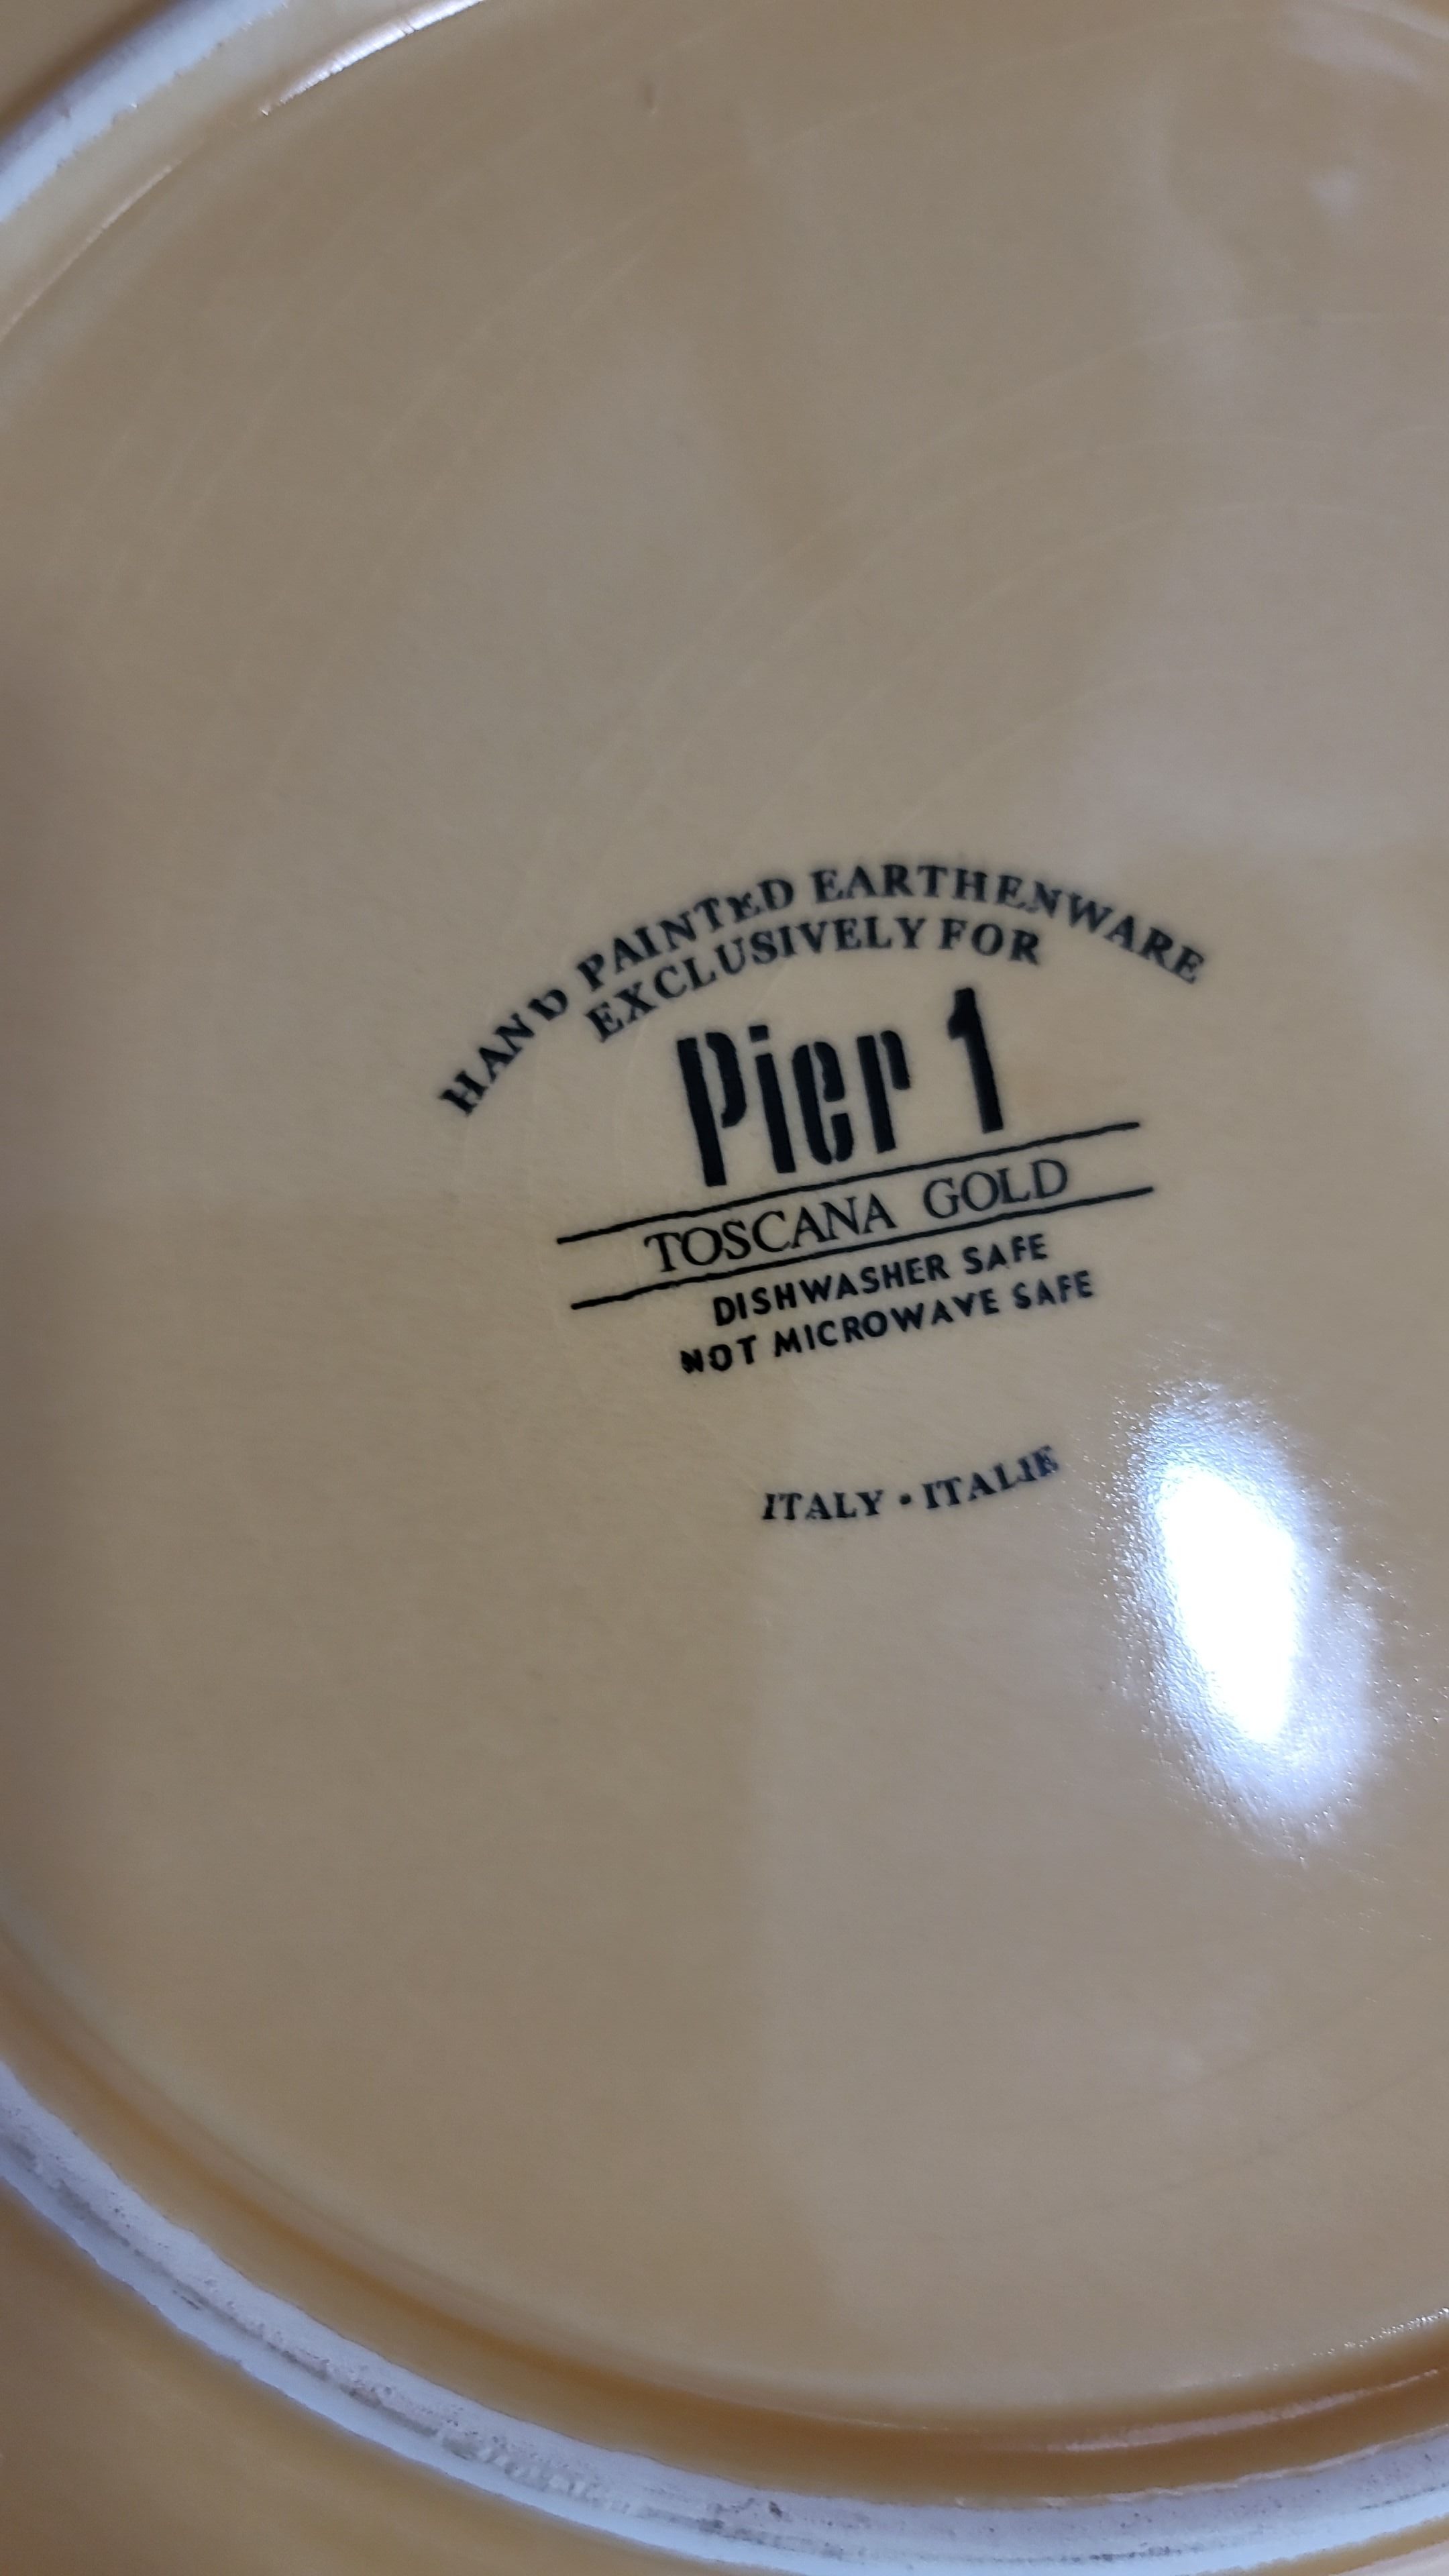 HAND PAINTED EARTHENWARE
EXCLUSIVELY FOR
Pier 1
TOSCANA GOLD
DISHWASHER SAFE
NOT MICROWAVE SAFE
ITALY • ITALIE